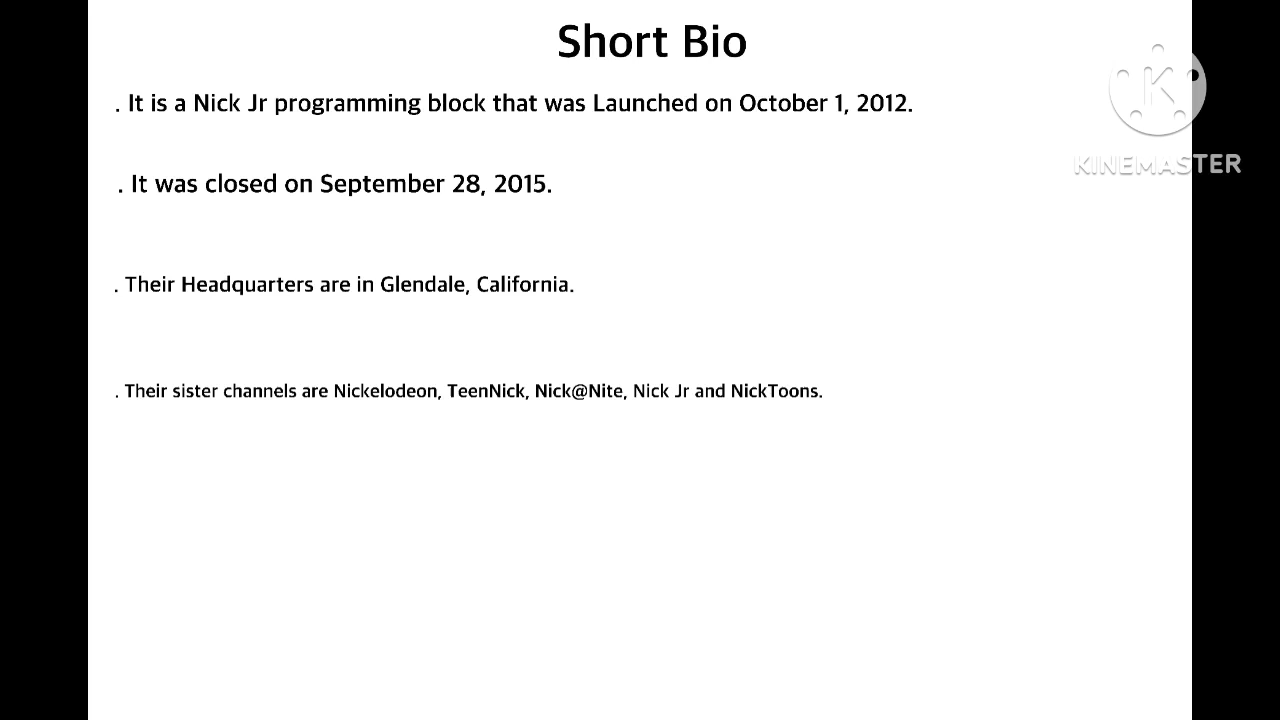 Short Bio
. It is a Nick Jr programming block that was Launched on October 1, 2012.
K
KINEMASTER
. It was closed on September 28, 2015.
. Their Headquarters are in Glendale, California.
. Their sister channels are Nickelodeon, TeenNick, Nick@Nite, Nick Jr and NickToons.